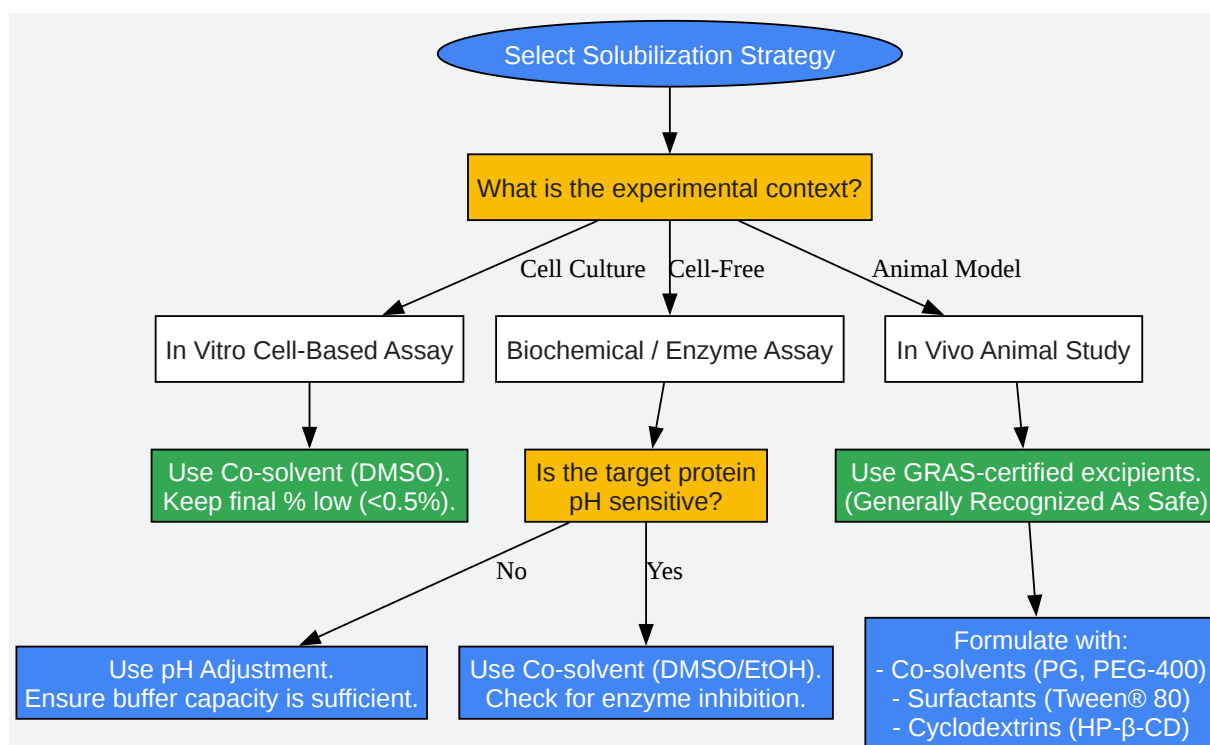 Select Solubilization Strategy
What is the experimental context?
Cell Culture
Cell-Free
Animal Model
In Vitro Cell-Based Assay
Biochemical / Enzyme Assay
In Vivo Animal Study
Use Co-solvent (DMSO).
Keep final % low (<0.5%).
Is the target protein
pH sensitive?
Use GRAS-certified excipients.
(Generally Recognized As Safe)
No
Yes
Use pH Adjustment.
Ensure buffer capacity is sufficient.
Use Co-solvent (DMSO/EtOH).
Check for enzyme inhibition.
Formulate with:
- Co-solvents (PG, PEG-400)
- Surfactants (Tween® 80)
- Cyclodextrins (HP-β-CD)